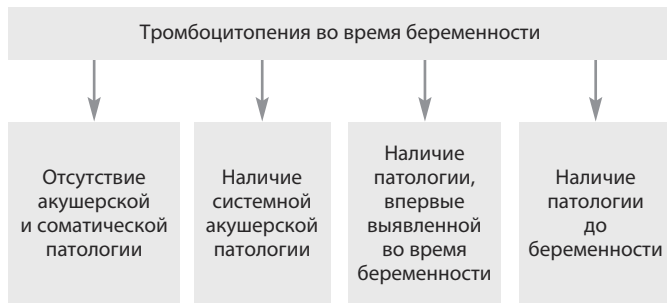 Тромбоцитопения во время беременности
Отсутствие
акушерской
и соматической
патологии
Наличие
системной
акушерской
патологии
Наличие
патологии,
впервые
выявленной
во время
беременности
Наличие
патологии
до
беременности